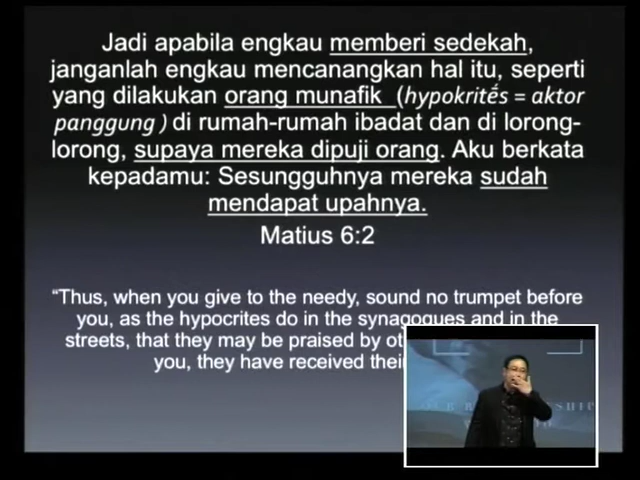 Jadi apabila engkau memberi sedekah,
janganlah engkau mencanangkan hal itu, seperti
yang dilakukan orang munafik (hypokritḗs = aktor
panggung ) di rumah-rumah ibadat dan di lorong-
lorong, supaya mereka dipuji orang. Aku berkata
kepadamu: Sesungguhnya mereka sudah
mendapat upahnya.
Matius 6:2
“Thus, when you give to the needy, sound no trumpet before
you, as the hypocrites do in the synagogues and in the
streets, that they may be praised by
you, they have received their